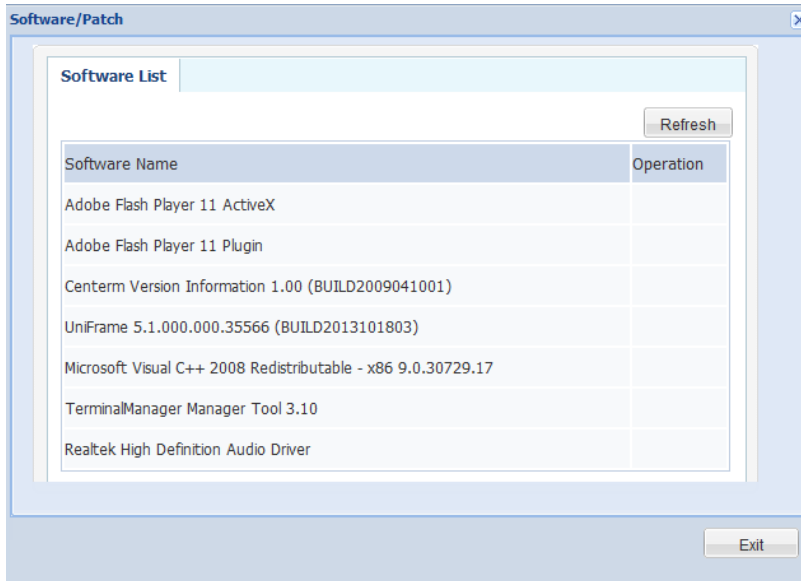 Software/Patch
Software List
Refresh
Software Name Operation
Adobe Flash Player 11 ActiveX
Adobe Flash Player 11 Plugin
Centerm Version Information 1.00 (BUILD2009041001)
UniFrame 5.1.000.000.35566 (BUILD2013101803)
Microsoft Visual C++ 2008 Redistributable - x86 9.0.30729.17
TerminalManager Manager Tool 3.10
Realtek High Definition Audio Driver
Exit